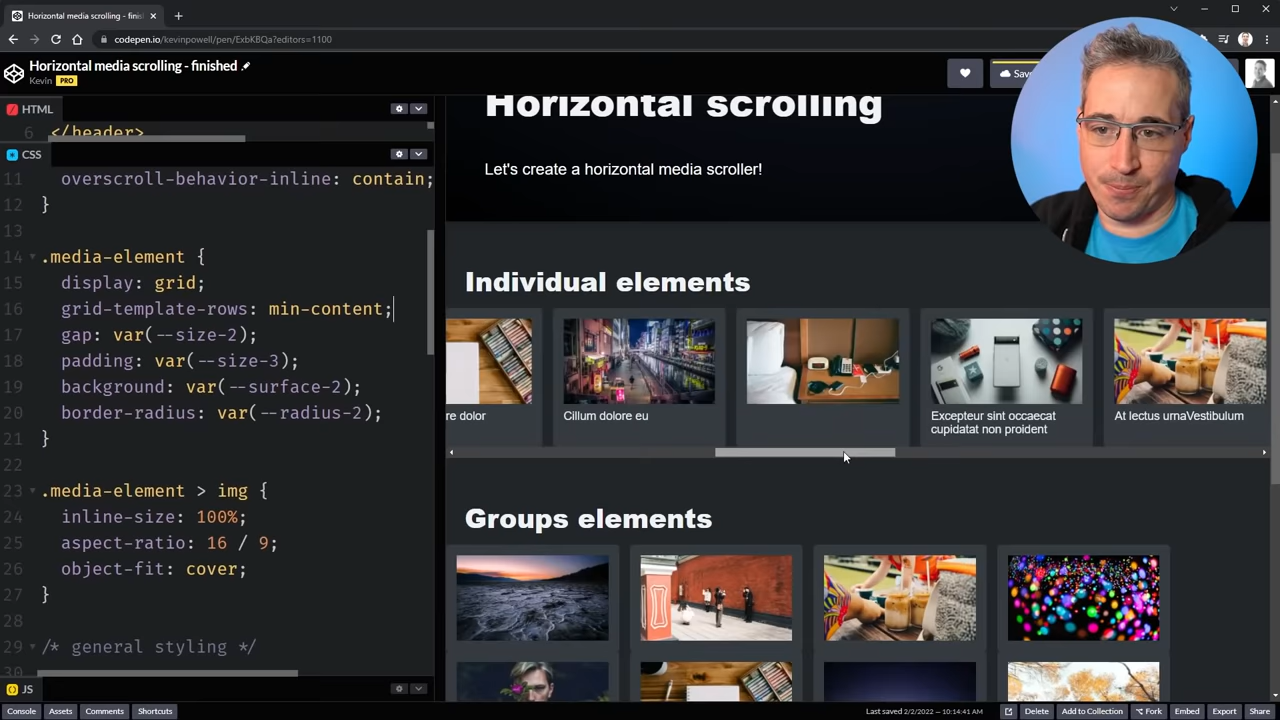 Horizontal media scrolling - finis
codepen.io/kevinpowell/pen/ExbKBQa?editors=1100
Horizontal media scrolling - finished
Kevin PRO
Sav
HTML
6 </header>
CSS
11 overscroll-behavior-inline: contain;
12 }
13
14 .media-element {
15 display: grid;
16 grid-template-rows: min-content;
17 gap: var(--size-2);
18 padding: var(--size-3);
19 background: var(--surface-2);
20 border-radius: var(--radius-2);
21 }
22
23 .media-element > img {
24 inline-size: 100%;
25 aspect-ratio: 16 / 9;
26 object-fit: cover;
27 }
28
29 /* general styling */
30
JS
Horizontal scrolling
Let's create a horizontal media scroller!
Individual elements
re dolor
Cillum dolore eu
Excepteur sint occaecat
cupidatat non proident
At lectus urnaVestibulum
Groups elements
Console Assets Comments Shortcuts
Last saved 2/2/2022 — 10:14:41 AM
Delete Add to Collection Fork Embed Export Share